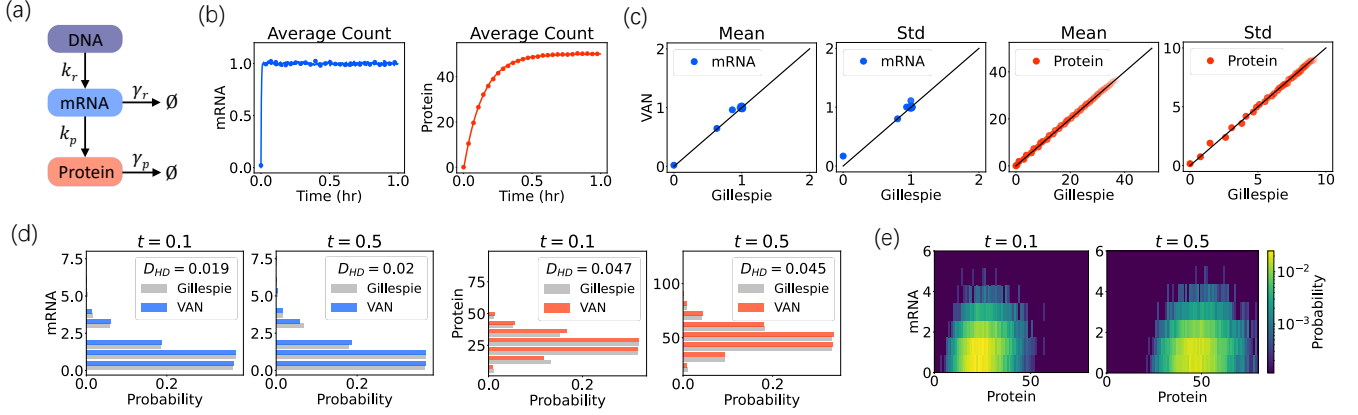 (a)
DNA
k_r
mRNA
γ_r
∅
k_p
Protein
γ_p
∅
(b)
Average Count
mRNA
1.0
0.5
0.0
0.0
0.5
1.0
Time (hr)
Average Count
Protein
40
20
0
0.0
0.5
1.0
Time (hr)
(c)
Mean
mRNA
VAN
2
1
0
0
1
2
Gillespie
Std
mRNA
2
1
0
0
1
2
Gillespie
Mean
Protein
40
20
0
0
20
40
Gillespie
Std
Protein
10
5
0
0
5
10
Gillespie
(d)
t = 0.1
mRNA
7.5
5.0
2.5
0.0
D_HD = 0.019
Gillespie
VAN
0.0
0.2
Probability
t = 0.5
7.5
5.0
2.5
0.0
D_HD = 0.02
Gillespie
VAN
0.0
0.2
Probability
t = 0.1
Protein
75
50
25
D_HD = 0.047
Gillespie
VAN
0.0
0.2
Probability
t = 0.5
100
50
0
D_HD = 0.045
Gillespie
VAN
0.0
0.2
Probability
(e)
t = 0.1
mRNA
6
4
2
0
0
50
Protein
t = 0.5
6
4
2
0
0
50
Protein
10⁻²
10⁻³
Probability